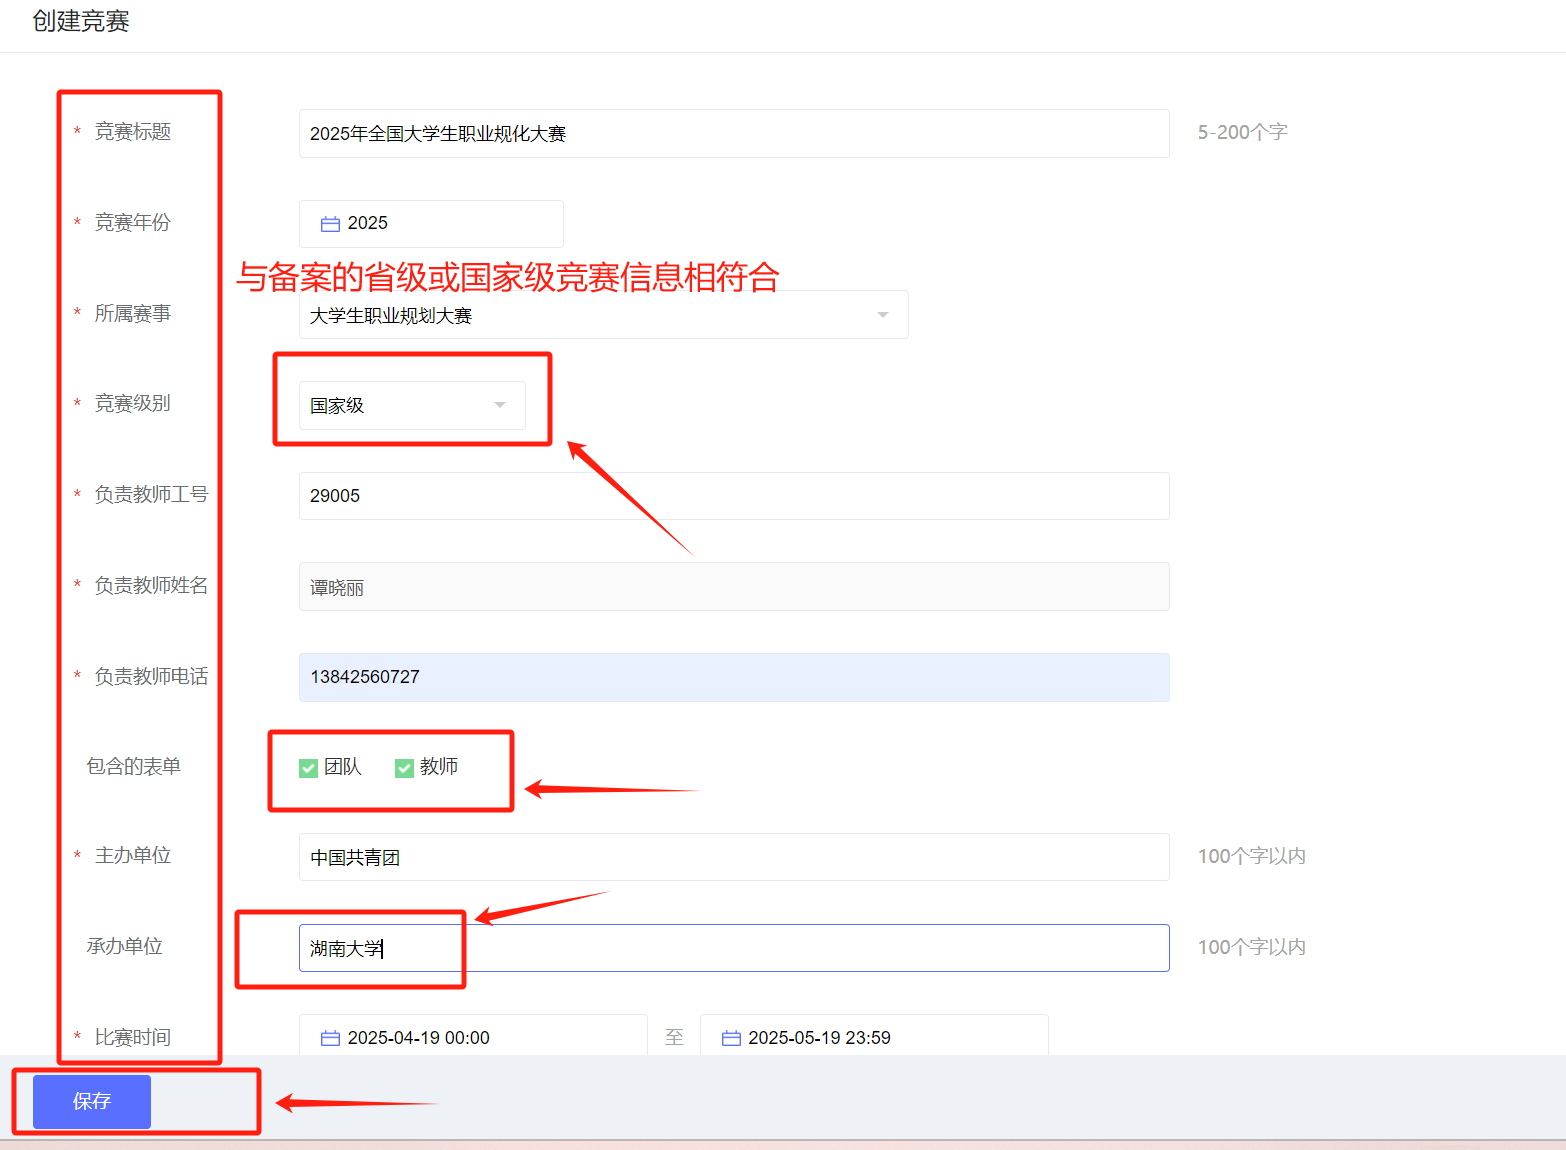 创建竞赛
* 竞赛标题 2025年全国大学生职业规化大赛 5-200个字
* 竞赛年份 2025
与备案的省级或国家级竞赛信息相符合
* 所属赛事 大学生职业规划大赛
* 竞赛级别 国家级
* 负责教师工号 29005
* 负责教师姓名 谭晓丽
* 负责教师电话 13842560727
包含的表单 团队 教师
* 主办单位 中国共青团 100个字以内
承办单位 湖南大学 100个字以内
* 比赛时间 2025-04-19 00:00 至 2025-05-19 23:59
保存